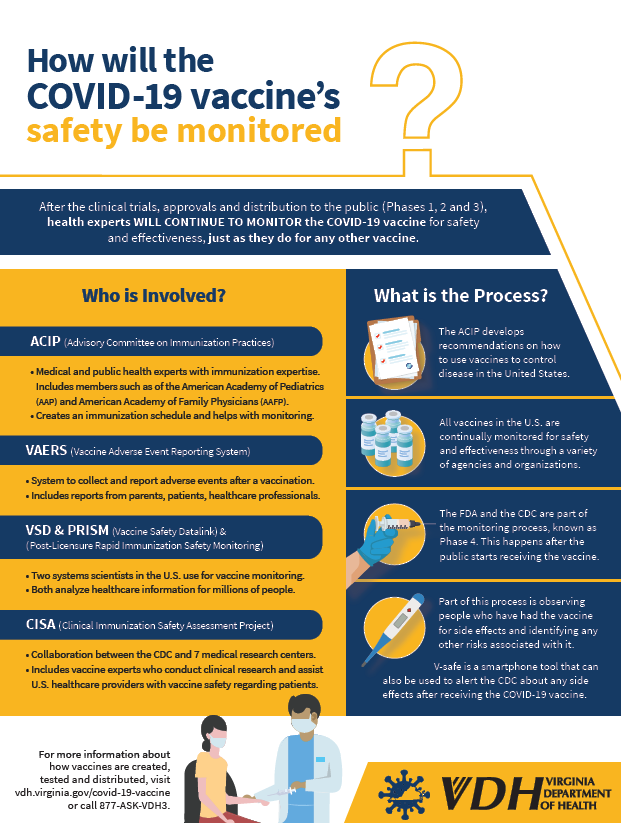 How will the
COVID-19 vaccine's
safety be monitored
?
After the clinical trials, approvals and distribution to the public (Phases 1, 2 and 3),
health experts WILL CONTINUE TO MONITOR the COVID-19 vaccine for safety
and effectiveness, just as they do for any other vaccine.
Who is Involved?
ACIP (Advisory Committee on Immunization Practices)
• Medical and public health experts with immunization expertise.
Includes members such as of the American Academy of Pediatrics
(AAP) and American Academy of Family Physicians (AAFP).
• Creates an immunization schedule and helps with monitoring.
VAERS (Vaccine Adverse Event Reporting System)
• System to collect and report adverse events after a vaccination.
• Includes reports from parents, patients, healthcare professionals.
VSD & PRISM (Vaccine Safety Datalink) &
(Post-Licensure Rapid Immunization Safety Monitoring)
• Two systems scientists in the U.S. use for vaccine monitoring.
• Both analyze healthcare information for millions of people.
CISA (Clinical Immunization Safety Assessment Project)
• Collaboration between the CDC and 7 medical research centers.
• Includes vaccine experts who conduct clinical research and assist
U.S. healthcare providers with vaccine safety regarding patients.
What is the Process?
The ACIP develops
recommendations on how
to use vaccines to control
disease in the United States.
All vaccines in the U.S. are
continually monitored for safety
and effectiveness through a variety
of agencies and organizations.
The FDA and the CDC are part of
the monitoring process, known as
Phase 4. This happens after the
public starts receiving the vaccine.
Part of this process is observing
people who have had the vaccine
for side effects and identifying any
other risks associated with it.
V-safe is a smartphone tool that can
also be used to alert the CDC about any side
effects after receiving the COVID-19 vaccine.
For more information about
how vaccines are created,
tested and distributed, visit
vdh.virginia.gov/covid-19-vaccine
or call 877-ASK-VDH3.
VDH VIRGINIA
DEPARTMENT
OF HEALTH